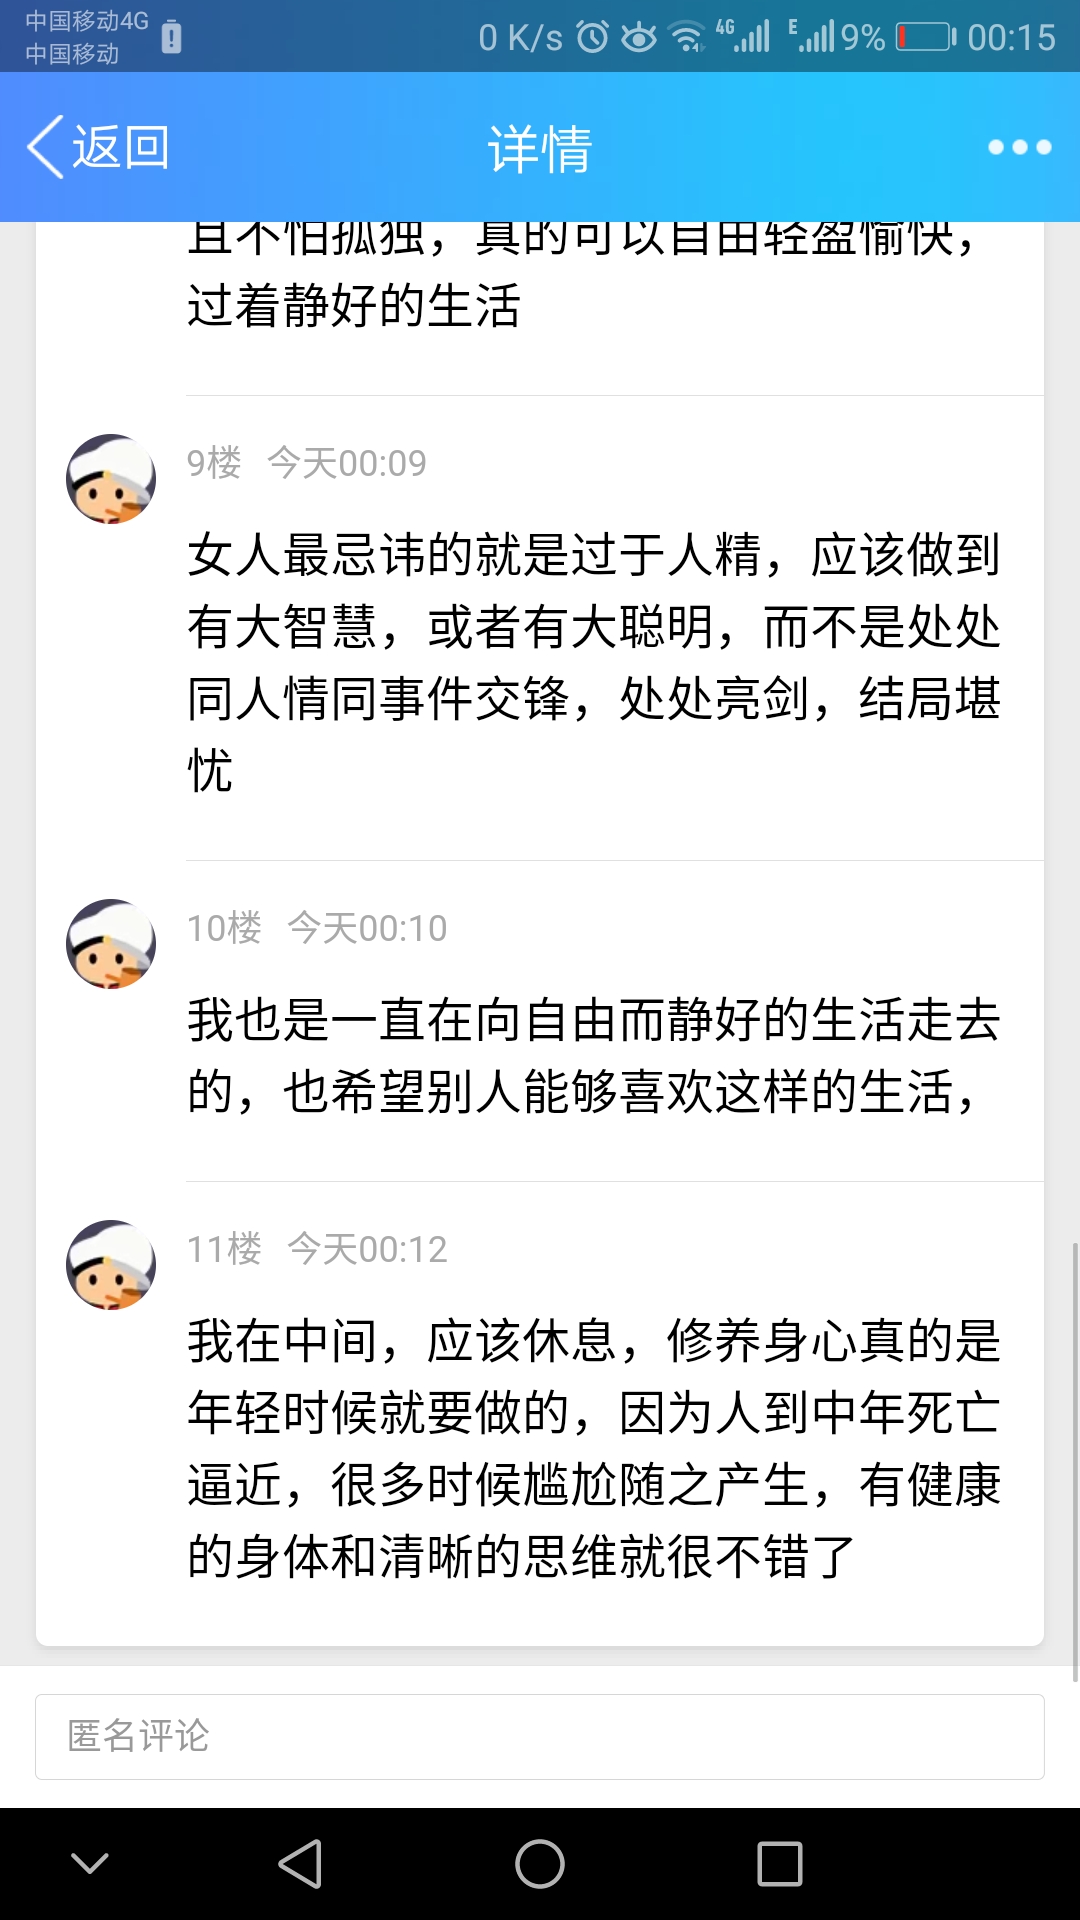 中国移动4G
中国移动
0 K/s 4G E 9% 00:15
返回 详情
且不怕孤独，真的可以自由轻盈愉快，
过着静好的生活
9楼 今天00:09
女人最忌讳的就是过于人精，应该做到
有大智慧，或者有大聪明，而不是处处
同人情同事件交锋，处处亮剑，结局堪
忧
10楼 今天00:10
我也是一直在向自由而静好的生活走去
的，也希望别人能够喜欢这样的生活，
11楼 今天00:12
我在中间，应该休息，修养身心真的是
年轻时候就要做的，因为人到中年死亡
逼近，很多时候尴尬随之产生，有健康
的身体和清晰的思维就很不错了
匿名评论